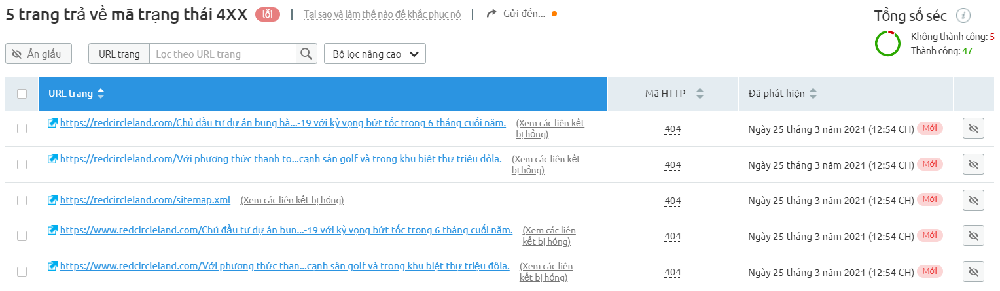 5 trang trả về mã trạng thái 4XX lỗi | Tại sao và làm thế nào để khắc phục nó | Gửi đến...
Tổng số séc i
Không thành công: 5
Thành công: 47
Ẩn giấu URL trang Lọc theo URL trang Bộ lọc nâng cao
URL trang Mã HTTP Đã phát hiện
https://redcircleland.com/Chủ đầu tư dự án bung hà...-19 với kỳ vọng bứt tốc trong 6 tháng cuối năm. (Xem các liên kết 404 Ngày 25 tháng 3 năm 2021 (12:54 CH) Mới
bị hỏng)
https://redcircleland.com/Với phương thức thanh to...cạnh sân golf và trong khu biệt thự triệu đôla. (Xem các liên kết 404 Ngày 25 tháng 3 năm 2021 (12:54 CH) Mới
bị hỏng)
https://redcircleland.com/sitemap.xml (Xem các liên kết bị hỏng) 404 Ngày 25 tháng 3 năm 2021 (12:54 CH) Mới
https://www.redcircleland.com/Chủ đầu tư dự án bun...-19 với kỳ vọng bứt tốc trong 6 tháng cuối năm. (Xem các liên 404 Ngày 25 tháng 3 năm 2021 (12:54 CH) Mới
kết bị hỏng)
https://www.redcircleland.com/Với phương thức than...cạnh sân golf và trong khu biệt thự triệu đôla. (Xem các liên 404 Ngày 25 tháng 3 năm 2021 (12:54 CH) Mới
kết bị hỏng)